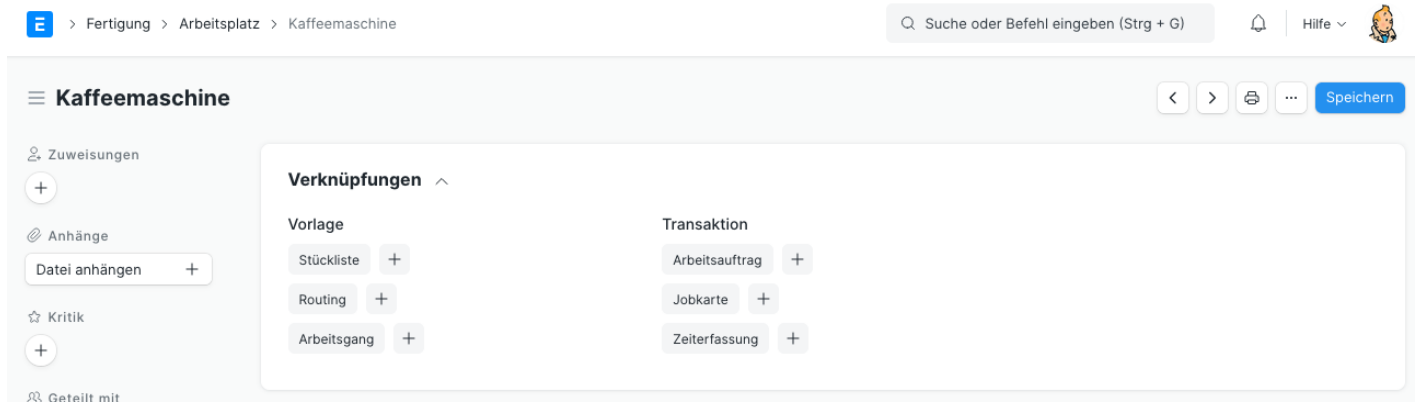 E > Fertigung > Arbeitsplatz > Kaffeemaschine Suche oder Befehl eingeben (Strg + G) Hilfe
Kaffeemaschine Speichern
Zuweisungen
Verknüpfungen
Vorlage Transaktion
Anhänge
Stückliste + Arbeitsauftrag +
Datei anhängen +
Routing + Jobkarte +
Kritik
Arbeitsgang + Zeiterfassung +
Geteilt mit